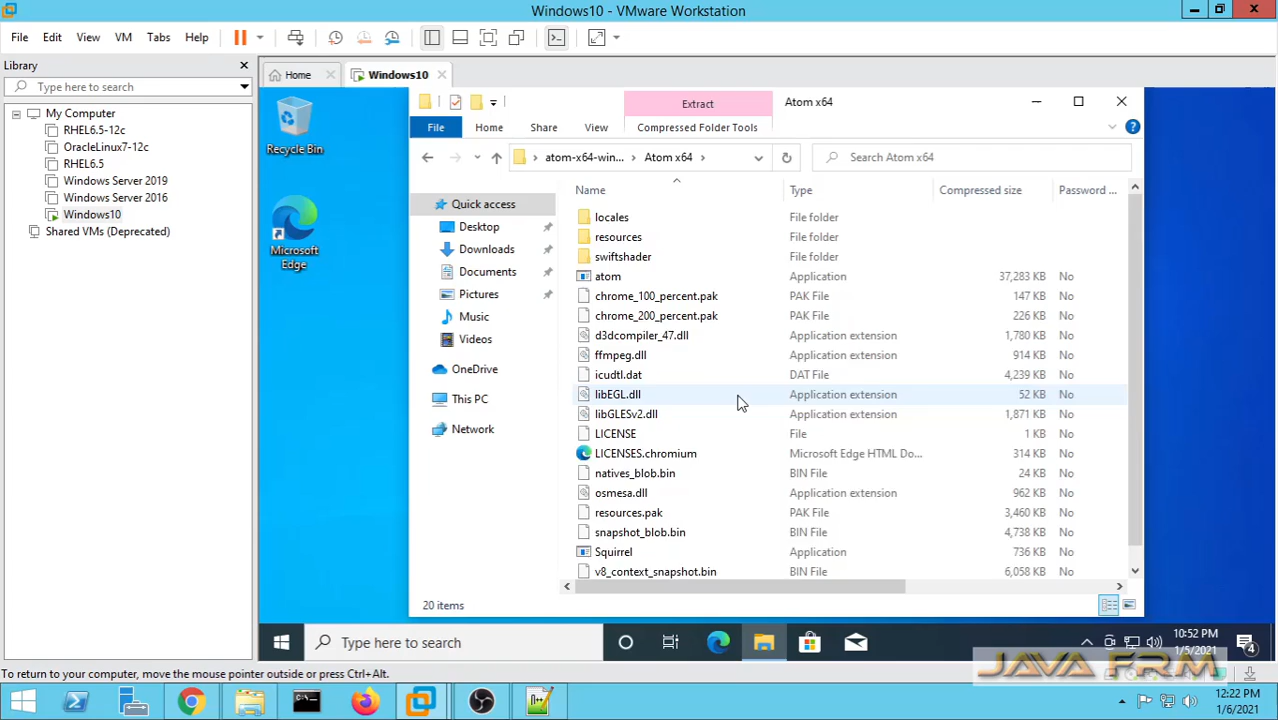 Windows10 - VMware Workstation
File Edit View VM Tabs Help
Library
Type here to search
My Computer
RHEL6.5-12c
OracleLinux7-12c
RHEL6.5
Windows Server 2019
Windows Server 2016
Windows10
Shared VMs (Deprecated)
Home
Windows10
Recycle Bin
Microsoft
Edge
Extract
Atom x64
File Home Share View Compressed Folder Tools
atom-x64-win... Atom x64
Search Atom x64
Quick access
Desktop
Downloads
Documents
Pictures
Music
Videos
OneDrive
This PC
Network
Name Type Compressed size Password ...
locales File folder
resources File folder
swiftshader File folder
atom Application 37,283 KB No
chrome_100_percent.pak PAK File 147 KB No
chrome_200_percent.pak PAK File 226 KB No
d3dcompiler_47.dll Application extension 1,780 KB No
ffmpeg.dll Application extension 914 KB No
icudtl.dat DAT File 4,239 KB No
libEGL.dll Application extension 52 KB No
libGLESv2.dll Application extension 1,871 KB No
LICENSE File 1 KB No
LICENSES.chromium Microsoft Edge HTML Do... 314 KB No
natives_blob.bin BIN File 24 KB No
osmesa.dll Application extension 962 KB No
resources.pak PAK File 3,460 KB No
snapshot_blob.bin BIN File 4,738 KB No
Squirrel Application 736 KB No
v8_context_snapshot.bin BIN File 6,058 KB No
20 items
Type here to search
10:52 PM
1/5/2021
4
To return to your computer, move the mouse pointer outside or press Ctrl+Alt.
JAVA FRM
12:22 PM
1/6/2021